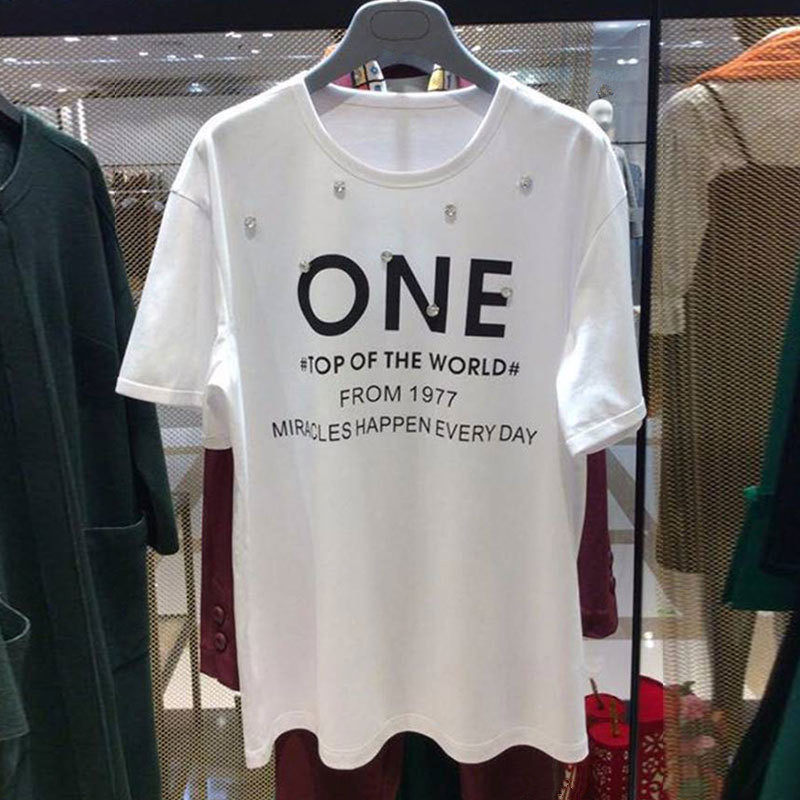 ONE
#TOP OF THE WORLD#
FROM 1977
MIRACLES HAPPEN EVERY DAY